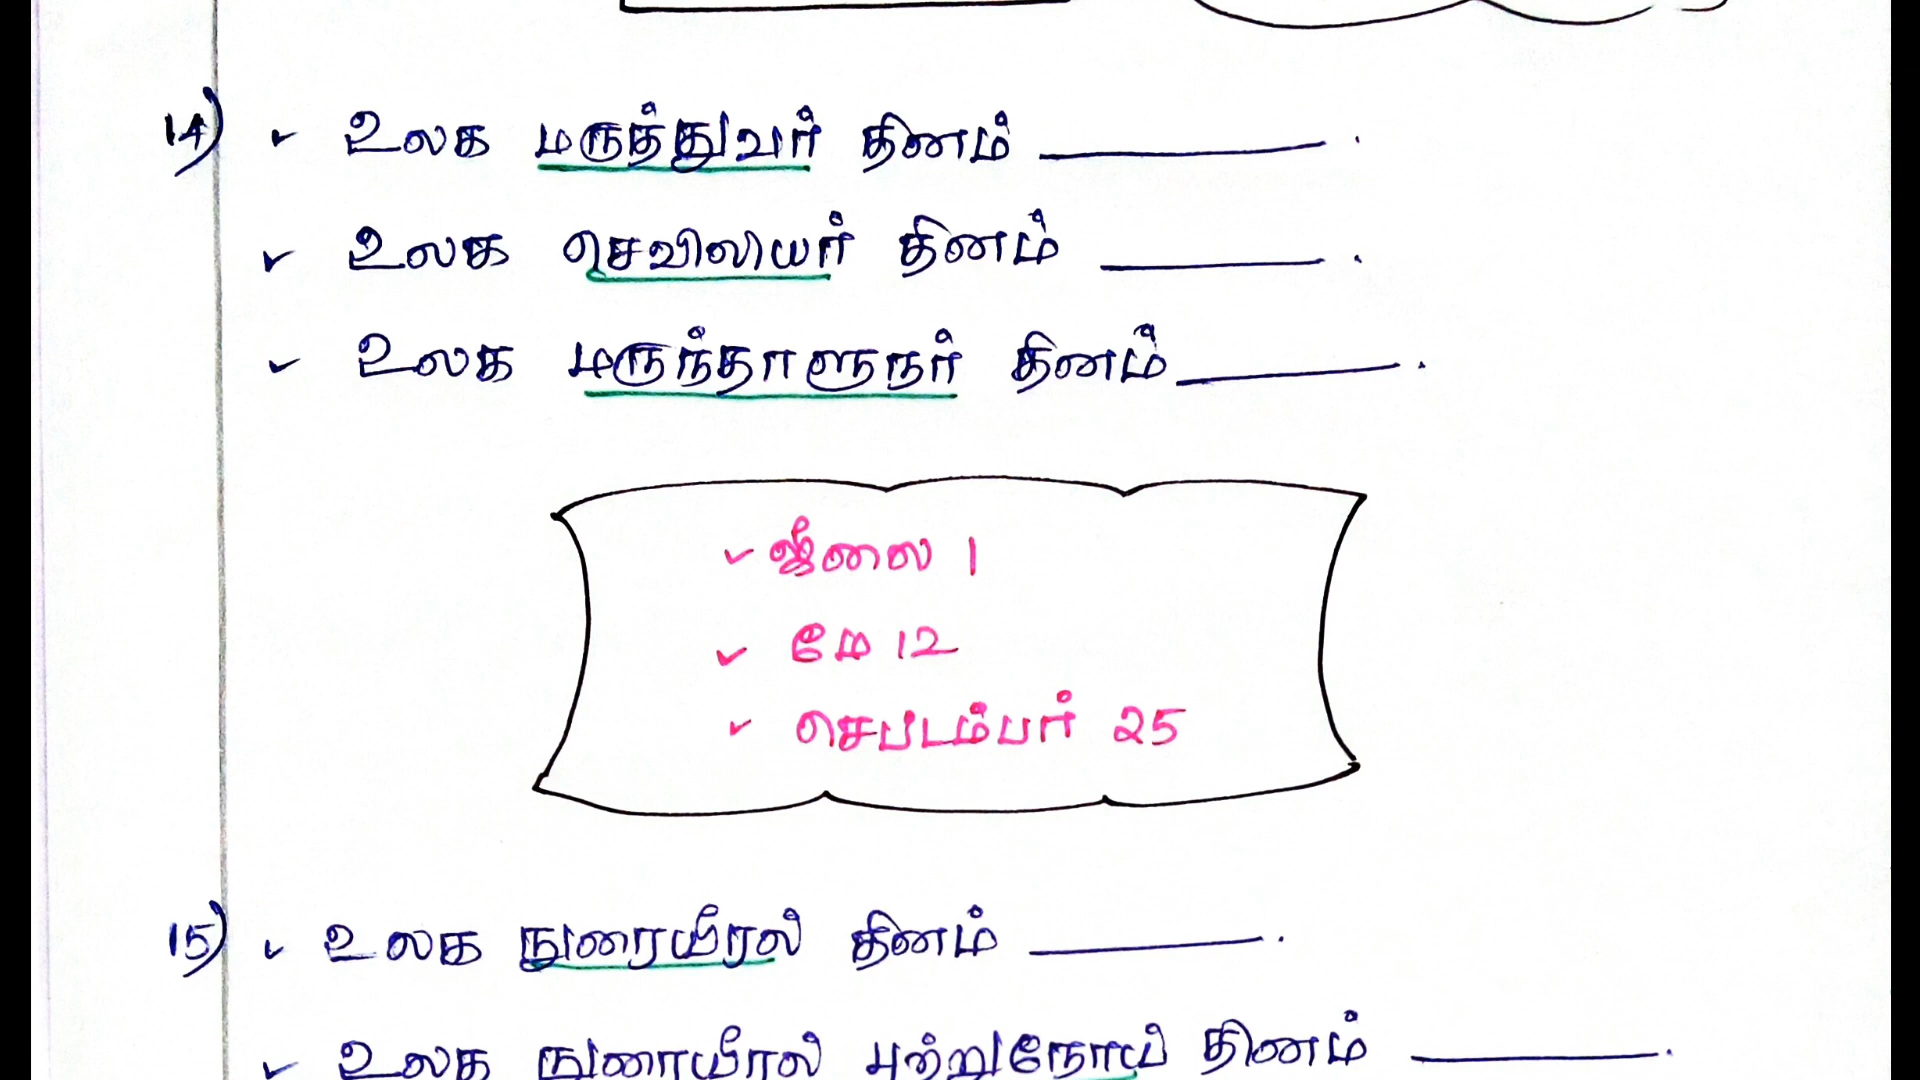 14) உலக மருத்துவர் தினம் ________ .
உலக செவிலியர் தினம் ________ .
உலக மருந்தாளுநர் தினம் ________ .
ஜீலை 1
மே 12
செப்டம்பர் 25
15) உலக நுரையீரல் தினம் ________ .
உலக நுரையீரல் புற்றுநோய் தினம் ________ .